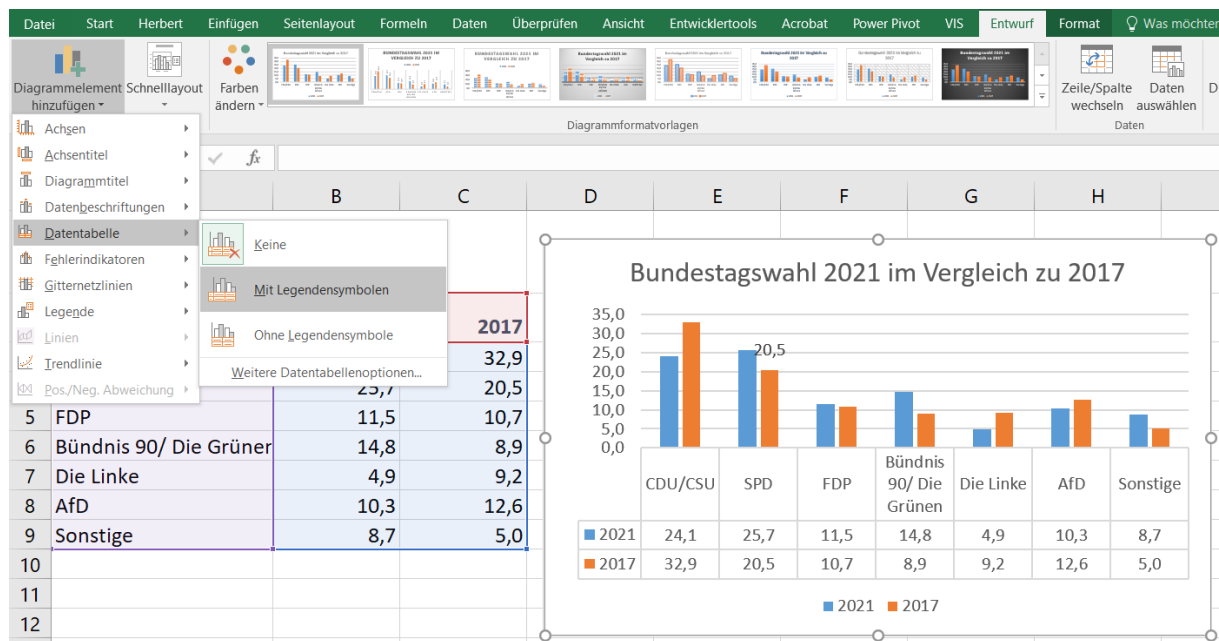 Datei Start Herbert Einfügen Seitenlayout Formeln Daten Überprüfen Ansicht Entwicklertools Acrobat Power Pivot VIS Entwurf Format Was möchten
Diagrammelement hinzufügen
Schnelllayout
Farben ändern
Zeile/Spalte wechseln
Daten auswählen
D
Diagrammformatvorlagen
Daten
Achsen
Achsentitel
Diagrammtitel
Datenbeschriftungen
Datentabelle
Fehlerindikatoren
Gitternetzlinien
Legende
Linien
Trendlinie
Pos./Neg. Abweichung
Keine
Mit Legendensymbolen
Ohne Legendensymbole
Weitere Datentabellenoptionen...
fx
B C D E F G H
2017
32,9
25,7 20,5
5 FDP 11,5 10,7
6 Bündnis 90/ Die Grüner 14,8 8,9
7 Die Linke 4,9 9,2
8 AfD 10,3 12,6
9 Sonstige 8,7 5,0
10
11
12
Bundestagswahl 2021 im Vergleich zu 2017
35,0
30,0
25,0
20,0
15,0
10,0
5,0
0,0
20,5
CDU/CSU SPD FDP Bündnis 90/ Die Grünen Die Linke AfD Sonstige
2021 24,1 25,7 11,5 14,8 4,9 10,3 8,7
2017 32,9 20,5 10,7 8,9 9,2 12,6 5,0
2021 2017